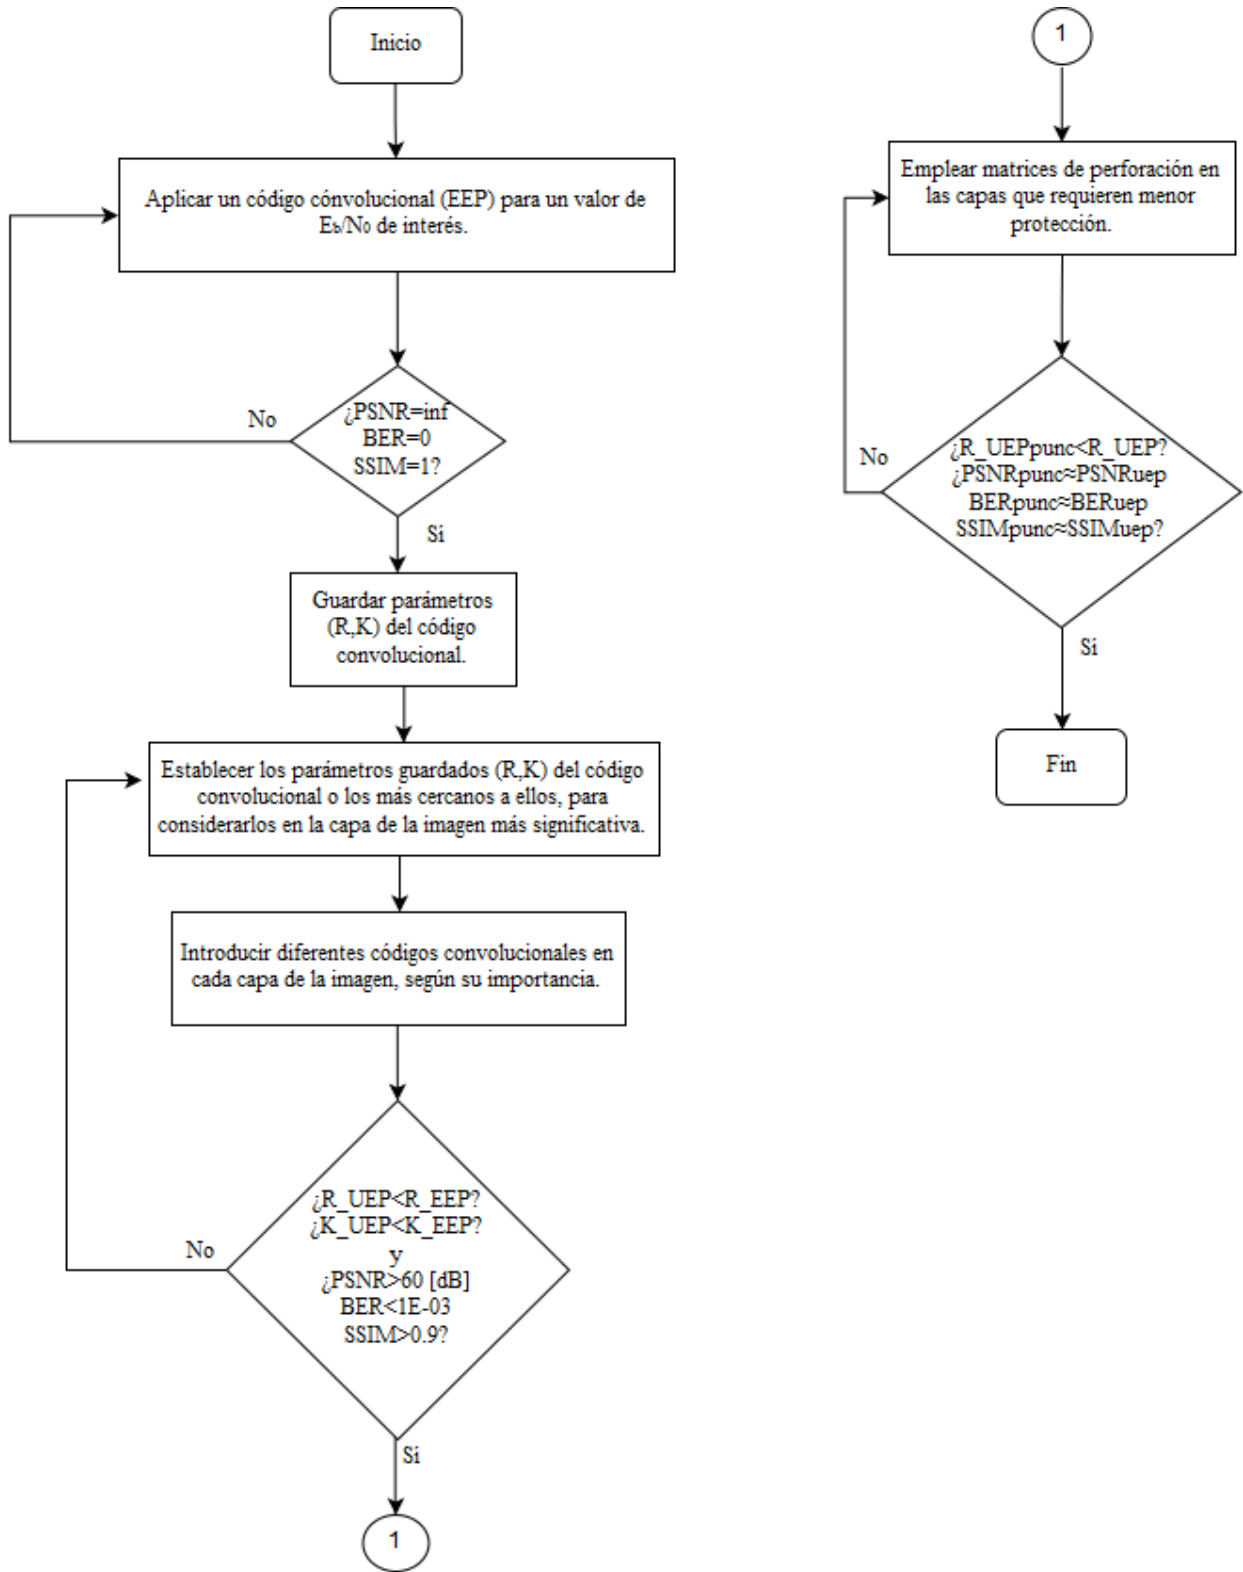 Inicio
Aplicar un código cónvolucional (EEP) para un valor de
Eb/N0 de interés.
No
¿PSNR=inf
BER=0
SSIM=1?
Sí
Guardar parámetros
(R,K) del código
convolucional.
Establecer los parámetros guardados (R,K) del código
convolucional o los más cercanos a ellos, para
considerarlos en la capa de la imagen más significativa.
Introducir diferentes códigos convolucionales en
cada capa de la imagen, según su importancia.
No
¿R_UEP<R_EEP?
¿K_UEP<K_EEP?
y
¿PSNR>60 [dB]
BER<1E-03
SSIM>0.9?
Sí
1
1
Emplear matrices de perforación en
las capas que requieren menor
protección.
No
¿R_UEPpunc<R_UEP?
¿PSNRpunc≈PSNRuep
BERpunc≈BERuep
SSIMpunc≈SSIMuep?
Sí
Fin